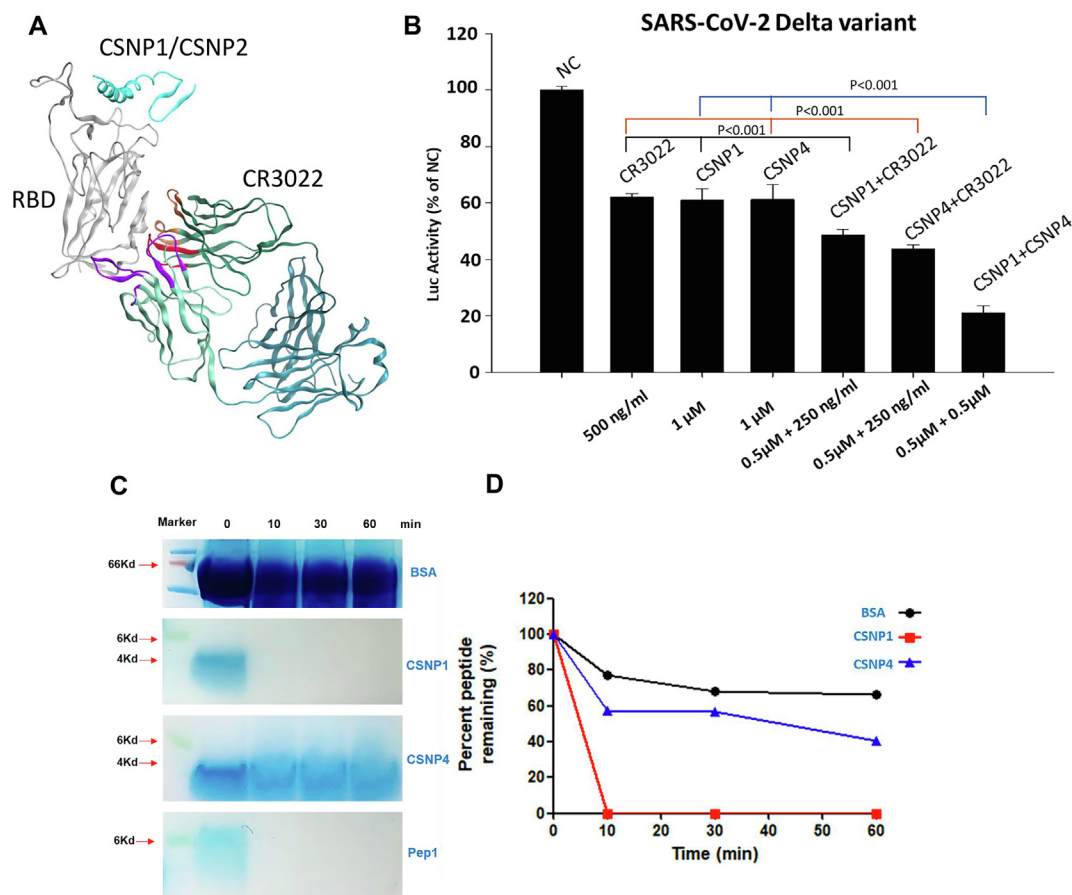 A
CSNP1/CSNP2
RBD
CR3022
B
SARS-CoV-2 Delta variant
Luc Activity (% of NC)
120
100
80
60
40
20
0
NC
CR3022
CSNP1
CSNP4
CSNP1+CR3022
CSNP4+CR3022
CSNP1+CSNP4
P<0.001
P<0.001
P<0.001
500 ng/ml
1 µM
1 µM
0.5µM + 250 ng/ml
0.5µM + 250 ng/ml
0.5µM + 0.5µM
C
Marker 0 10 30 60 min
66Kd
BSA
6Kd
4Kd
CSNP1
6Kd
4Kd
CSNP4
6Kd
Pep1
D
Percent peptide
remaining (%)
120
100
80
60
40
20
0
0 10 20 30 40 50 60
Time (min)
BSA
CSNP1
CSNP4